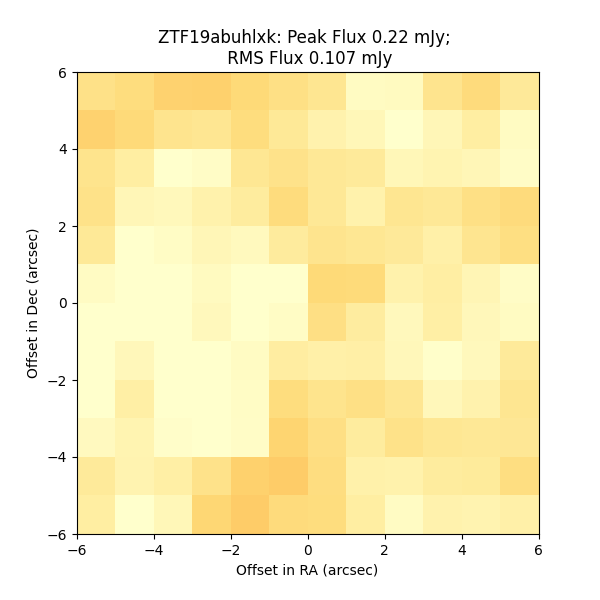 ZTF19abuhlxk: Peak Flux 0.22 mJy;
RMS Flux 0.107 mJy
6
4
2
0
−2
−4
−6
Offset in Dec (arcsec)
−6 −4 −2 0 2 4 6
Offset in RA (arcsec)